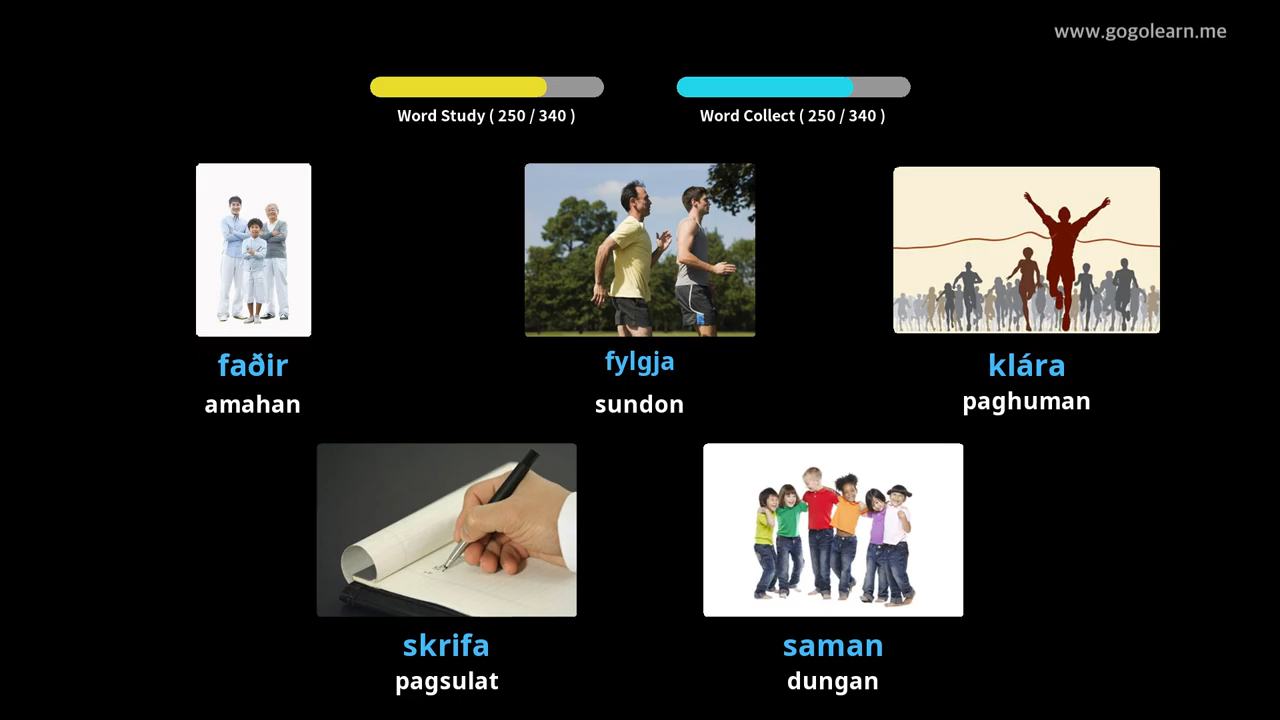 www.gogolearn.me
Word Study ( 250 / 340 )
Word Collect ( 250 / 340 )
faðir
amahan
fylgja
sundon
klára
paghuman
skrifa
pagsulat
saman
dungan